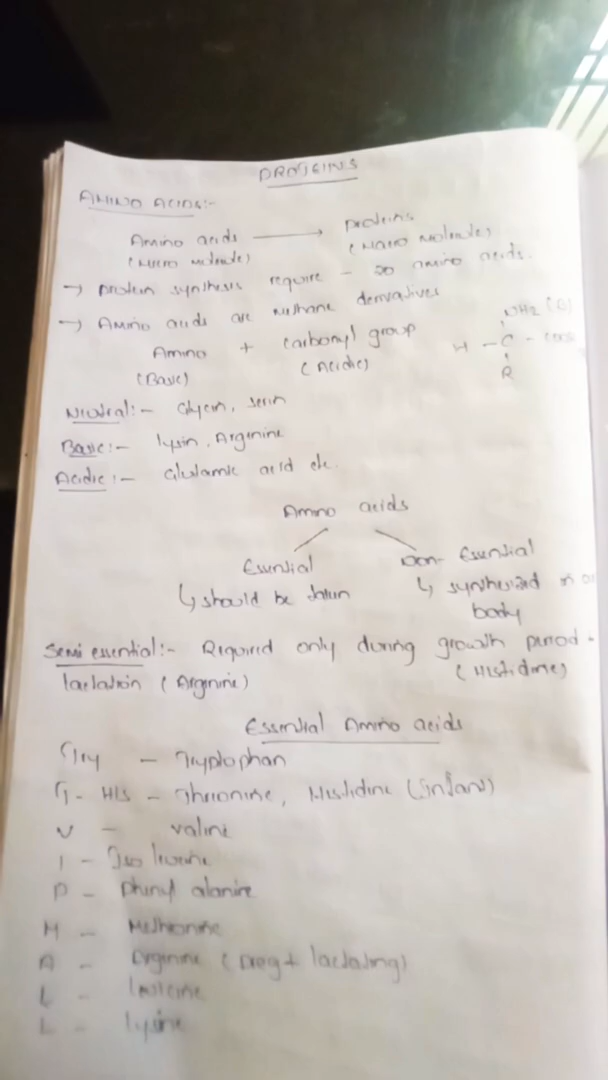 PROTEINS
AMINO ACIDS:-
Amino acids → proteins
(Micro molecule) (Macro molecule)
→ protein synthesis require - 20 amino acids.
→ Amino acids are methane derivatives
Amino + carbonyl group
(Basic) (Acidic)
NH2 (B)
H - C -
R
Neutral:- Glycin, serin
Basic:- lysin, Arginine
Acidic:- Glutamic acid etc.
Amino acids
Essential Non-Essential
↳ should be taken ↳ synthesized in
body
Semi essential:- Required only during growth period -
lactation (Arginine) (Histidine)
Essential Amino acids
Try - Tryptophan
T - His - Threonine, Histidine (infant)
V - valine
I - Iso leucine
P - phenyl alanine
M - Methionine
A - Arginine (preg + lactating)
L - leucine
L - lysine